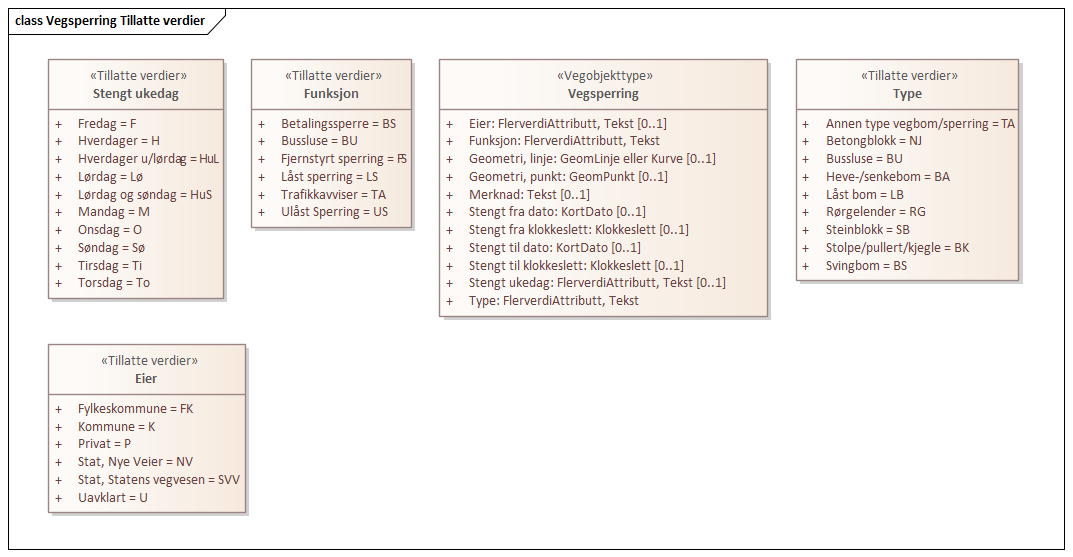 class Vegsperring Tillatte verdier
«Tillatte verdier»
Stengt ukedag
+ Fredag = F
+ Hverdager = H
+ Hverdager u/lørdag = HuL
+ Lørdag = Lø
+ Lørdag og søndag = HuS
+ Mandag = M
+ Onsdag = O
+ Søndag = Sø
+ Tirsdag = Ti
+ Torsdag = To
«Tillatte verdier»
Funksjon
+ Betalingssperre = BS
+ Bussluse = BU
+ Fjernstyrt sperring = FS
+ Låst sperring = LS
+ Trafikkavviser = TA
+ Ulåst Sperring = US
«Vegobjekttype»
Vegsperring
+ Eier: FlerverdiAttributt, Tekst [0..1]
+ Funksjon: FlerverdiAttributt, Tekst
+ Geometri, linje: GeomLinje eller Kurve [0..1]
+ Geometri, punkt: GeomPunkt [0..1]
+ Merknad: Tekst [0..1]
+ Stengt fra dato: KortDato [0..1]
+ Stengt fra klokkeslett: Klokkeslett [0..1]
+ Stengt til dato: KortDato [0..1]
+ Stengt til klokkeslett: Klokkeslett [0..1]
+ Stengt ukedag: FlerverdiAttributt, Tekst [0..1]
+ Type: FlerverdiAttributt, Tekst
«Tillatte verdier»
Type
+ Annen type vegbom/sperring = TA
+ Betongblokk = NJ
+ Bussluse = BU
+ Heve-/senkebom = BA
+ Låst bom = LB
+ Rørgelender = RG
+ Steinblokk = SB
+ Stolpe/pullert/kjegle = BK
+ Svingbom = BS
«Tillatte verdier»
Eier
+ Fylkeskommune = FK
+ Kommune = K
+ Privat = P
+ Stat, Nye Veier = NV
+ Stat, Statens vegvesen = SVV
+ Uavklart = U